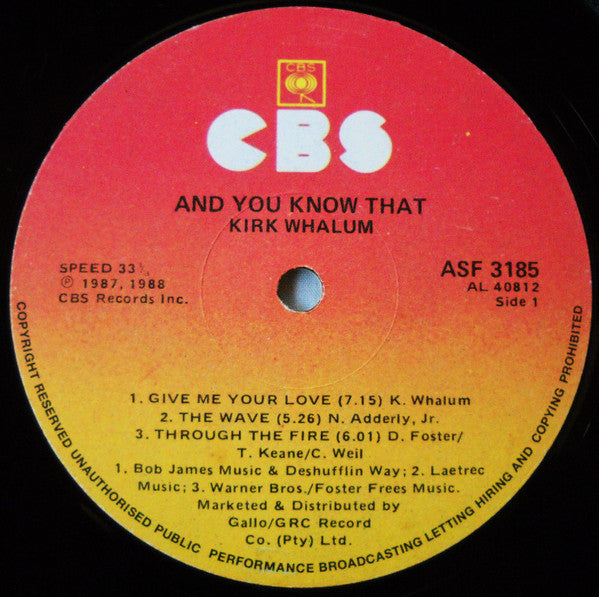 CBS
CBS
AND YOU KNOW THAT
KIRK WHALUM
SPEED 33⅓
℗ 1987, 1988
CBS Records Inc.
ASF 3185
AL 40812
Side 1
1. GIVE ME YOUR LOVE (7.15) K. Whalum
2. THE WAVE (5.26) N. Adderly, Jr.
3. THROUGH THE FIRE (6.01) D. Foster/
T. Keane/C. Weil
1. Bob James Music & Deshufflin Way; 2. Laetrec
Music; 3. Warner Bros./Foster Frees Music.
Marketed & Distributed by
Gallo/GRC Record
Co. (Pty) Ltd.
COPYRIGHT RESERVED UNAUTHORISED PUBLIC PERFORMANCE BROADCASTING LETTING HIRING AND COPYING PROHIBITED